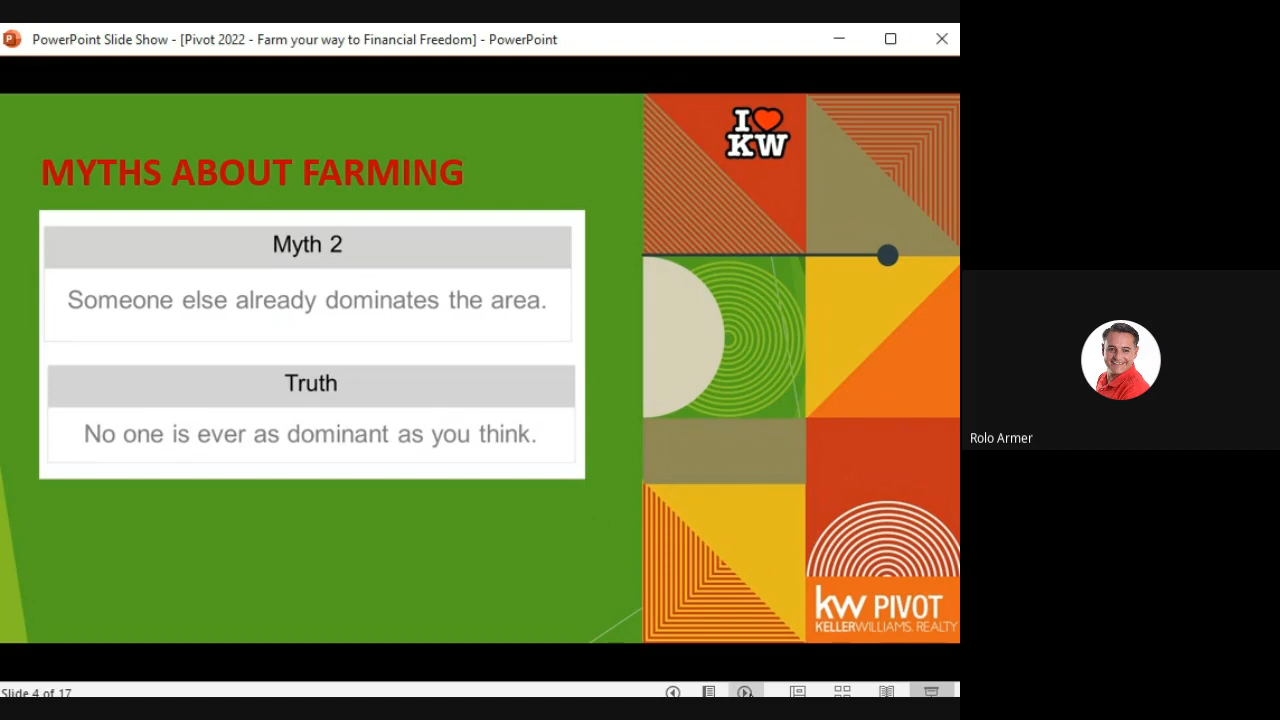 PowerPoint Slide Show - [Pivot 2022 - Farm your way to Financial Freedom] - PowerPoint
I KW
MYTHS ABOUT FARMING
Myth 2
Someone else already dominates the area.
Truth
No one is ever as dominant as you think.
kw PIVOT
KELLERWILLIAMS. REALTY
Rolo Armer
Slide 4 of 17